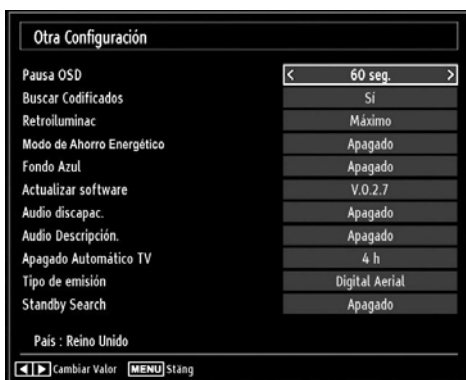 Otra Configuración
Pausa OSD < 60 seg. >
Buscar Codificados Sí
Retroiluminac Máximo
Modo de Ahorro Energético Apagado
Fondo Azul Apagado
Actualizar software V.0.2.7
Audio discapac. Apagado
Audio Descripción. Apagado
Apagado Automático TV 4 h
Tipo de emisión Digital Aerial
Standby Search Apagado
País : Reino Unido
Cambiar Valor MENU Stäng